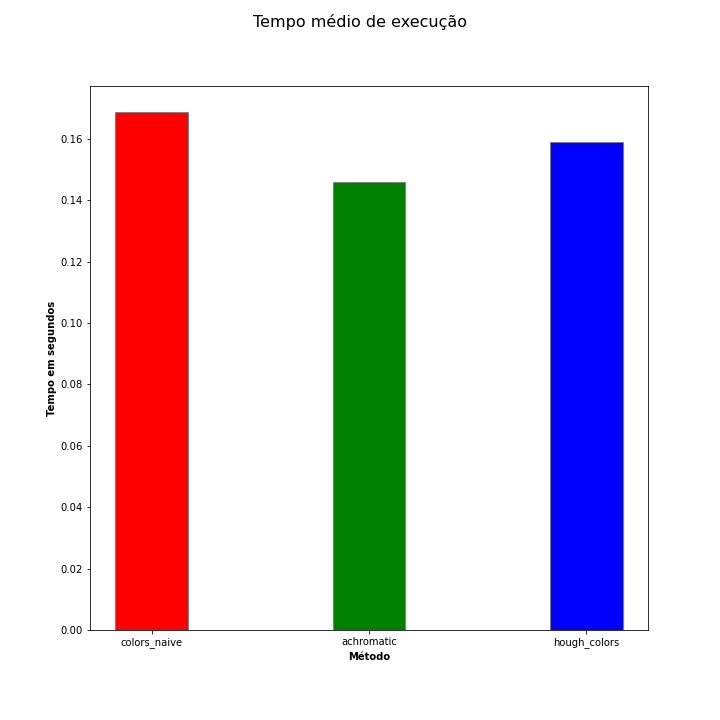 Tempo médio de execução
0.16
0.14
0.12
0.10
0.08
0.06
0.04
0.02
0.00
Tempo em segundos
colors_naive
achromatic
hough_colors
Método